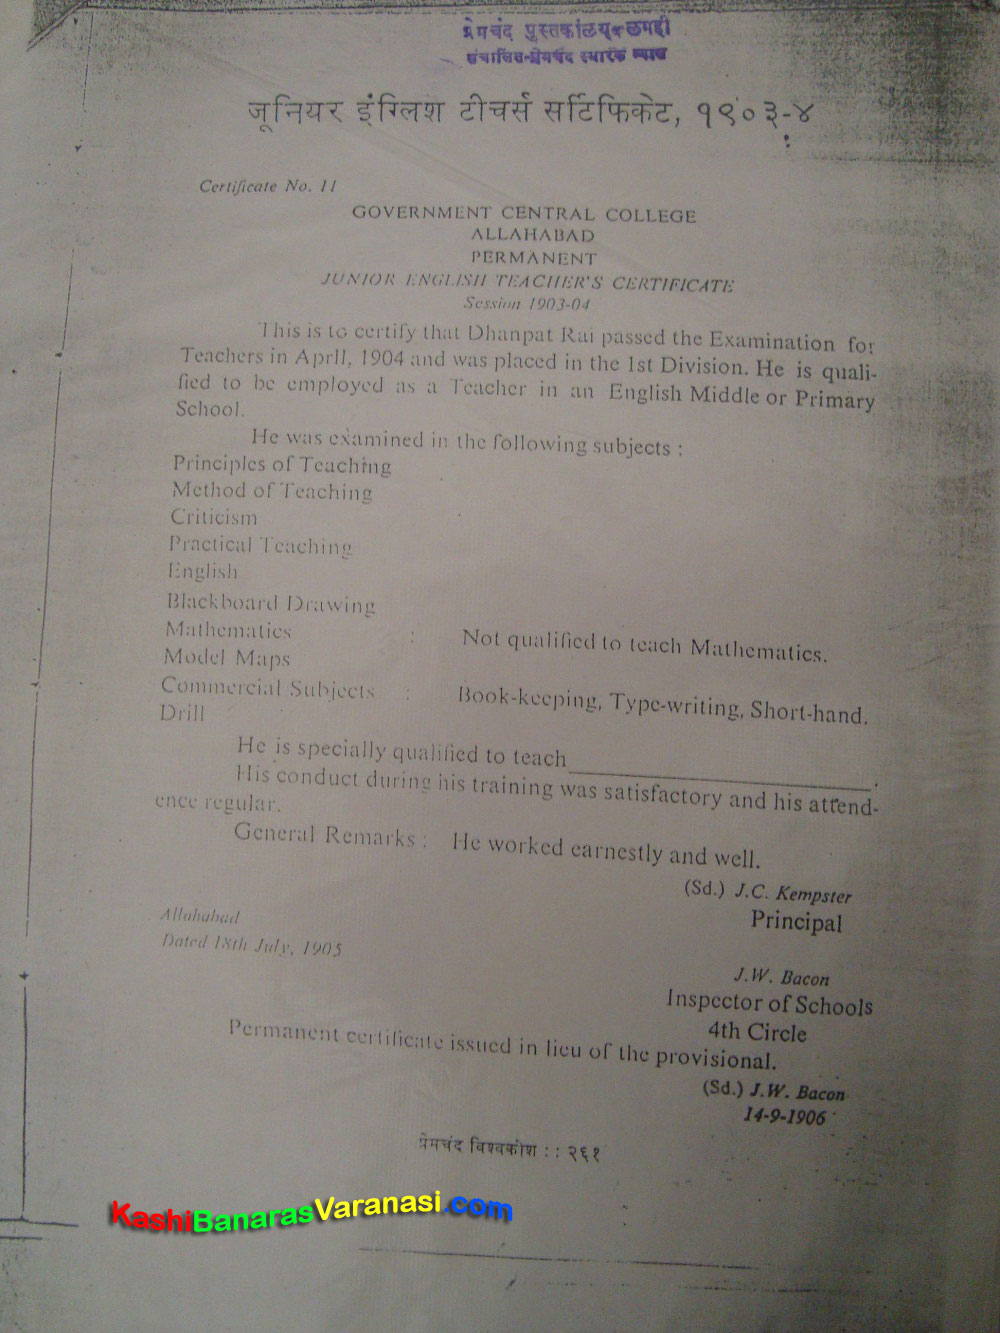 प्रेमचंद पुस्तकालय, लमही
संचालित-प्रेमचंद स्मारक न्यास
जूनियर इंग्लिश टीचर्स सर्टिफिकेट, १९०३-४
Certificate No. 11
GOVERNMENT CENTRAL COLLEGE
ALLAHABAD
PERMANENT
JUNIOR ENGLISH TEACHER'S CERTIFICATE
Session 1903-04
This is to certify that Dhanpat Rai passed the Examination for
Teachers in Aprll, 1904 and was placed in the 1st Division. He is quali-
fied to be employed as a Teacher in an English Middle or Primary
School.
He was examined in the following subjects :
Principles of Teaching
Method of Teaching
Criticism
Practical Teaching
English
Blackboard Drawing
Mathematics : Not qualified to teach Mathematics.
Model Maps
Commercial Subjects : Book-keeping, Type-writing, Short-hand.
Drill
He is specially qualified to teach ____________________.
His conduct during his training was satisfactory and his attend-
ence regular.
General Remarks : He worked earnestly and well.
(Sd.) J.C. Kempster
Principal
Allahabad
Dated 18th July, 1905
J.W. Bacon
Inspector of Schools
4th Circle
Permanent certificate issued in lieu of the provisional.
(Sd.) J.W. Bacon
14-9-1906
प्रेमचंद विश्वकोश : : २६१
KashiBanarasVaranasi.com